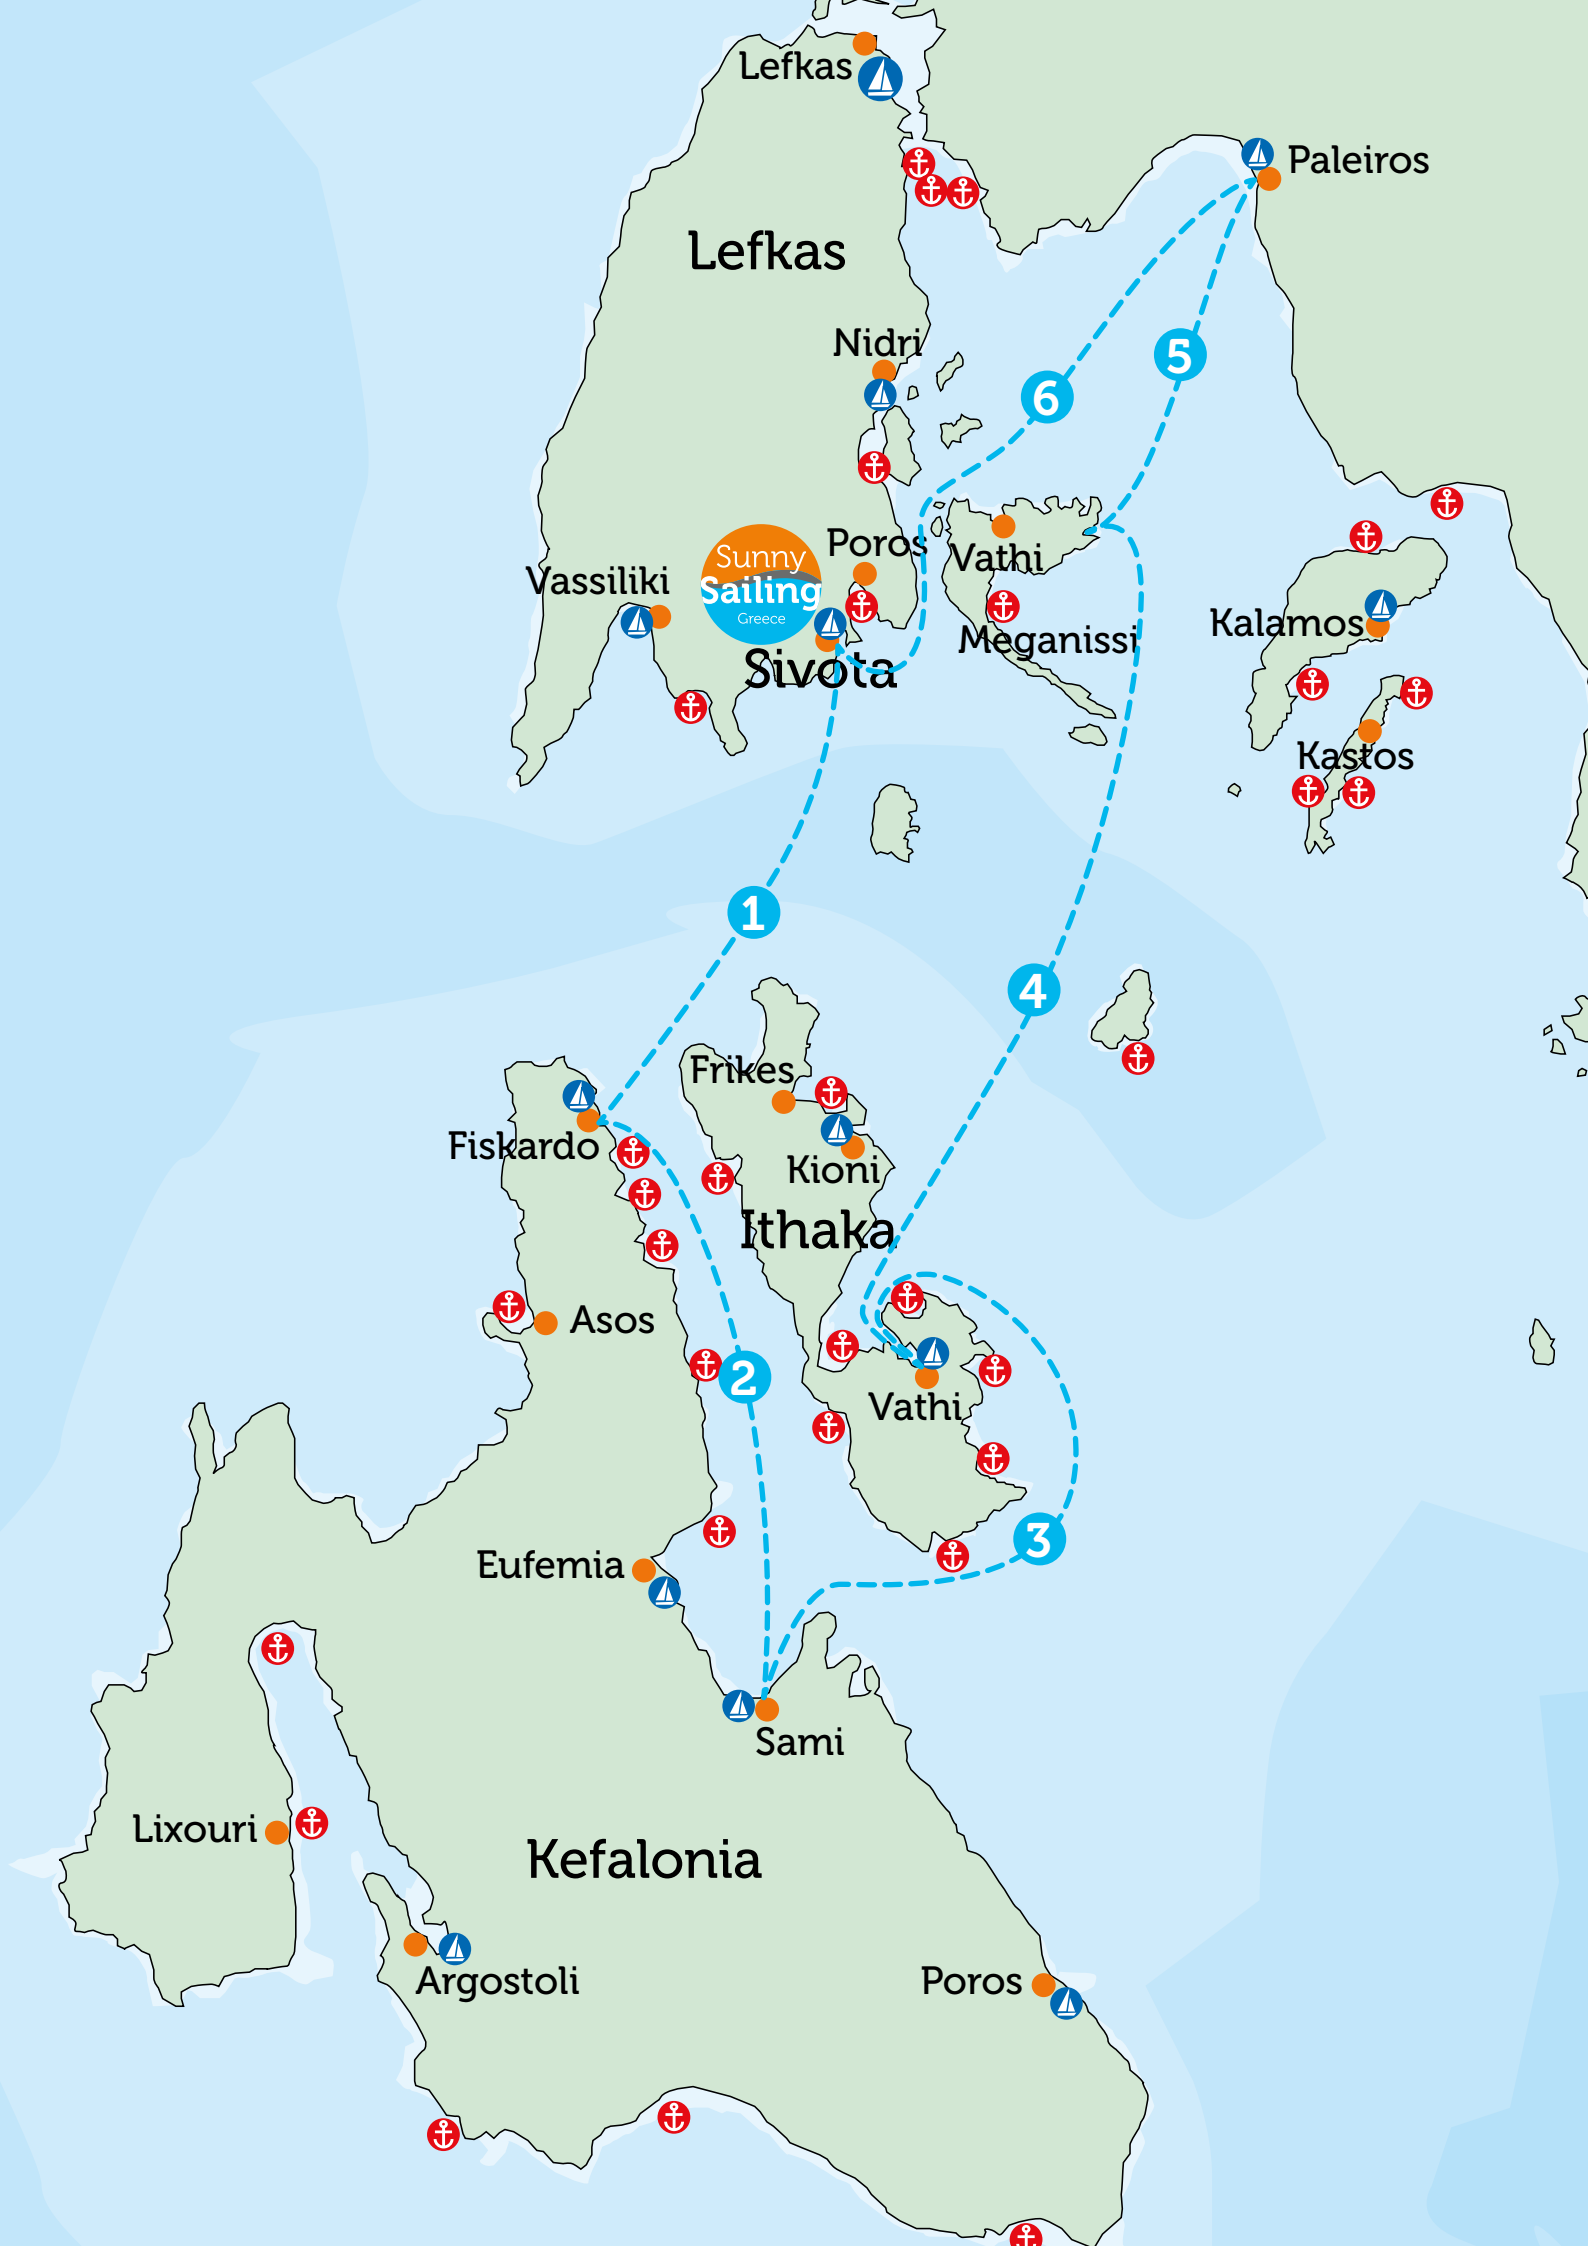 Lefkas
Paleiros
Lefkas
Nidri
5
6
Sunny
Sailing
Greece
Poros
Vathi
Vassiliki
Kalamos
Meganissi
Sivota
Kastos
1
4
Frikes
Fiskardo
Kioni
Ithaka
Asos
2
Vathi
3
Eufemia
Sami
Lixouri
Kefalonia
Argostoli
Poros